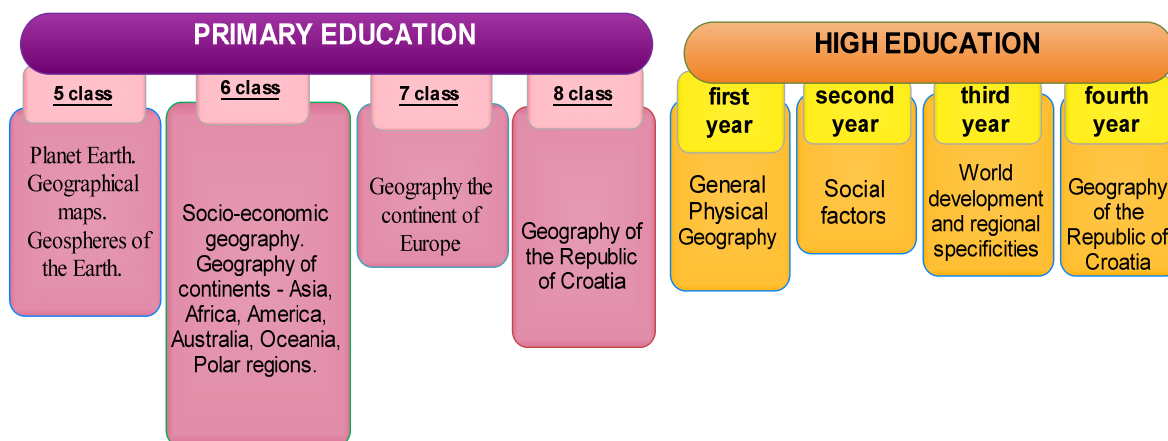 PRIMARY EDUCATION
5 class
Planet Earth.
Geographical
maps.
Geospheres of
the Earth.
6 class
Socio-economic
geography.
Geography of
continents - Asia,
Africa, America,
Australia, Oceania,
Polar regions.
7 class
Geography the
continent of
Europe
8 class
Geography of
the Republic
of Croatia
HIGH EDUCATION
first
year
General
Physical
Geography
second
year
Social
factors
third
year
World
development
and regional
specificities
fourth
year
Geography
of the
Republic of
Croatia